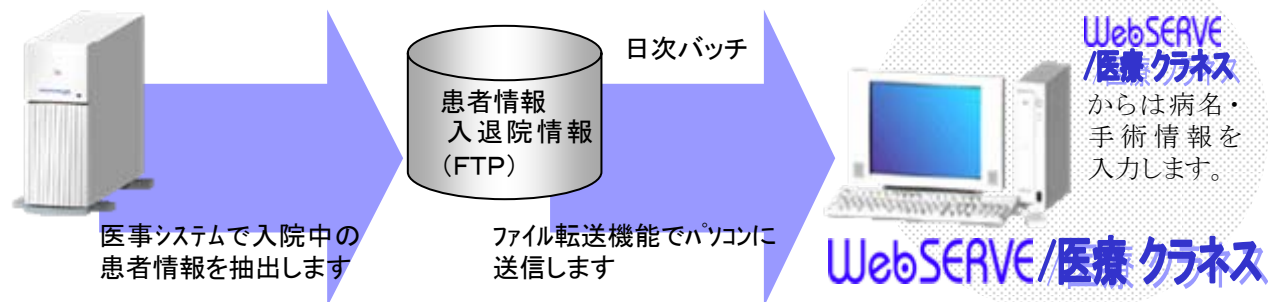 医事ｼｽﾃﾑで入院中の
患者情報を抽出します
患者情報
入退院情報
(FTP)
日次バッチ
ﾌｧｲﾙ転送機能でﾊﾟｿｺﾝに
送信します
WebSERVE
/医療 クラネス
からは病名・
手術情報を
入力します。
WebSERVE/医療 クラネス